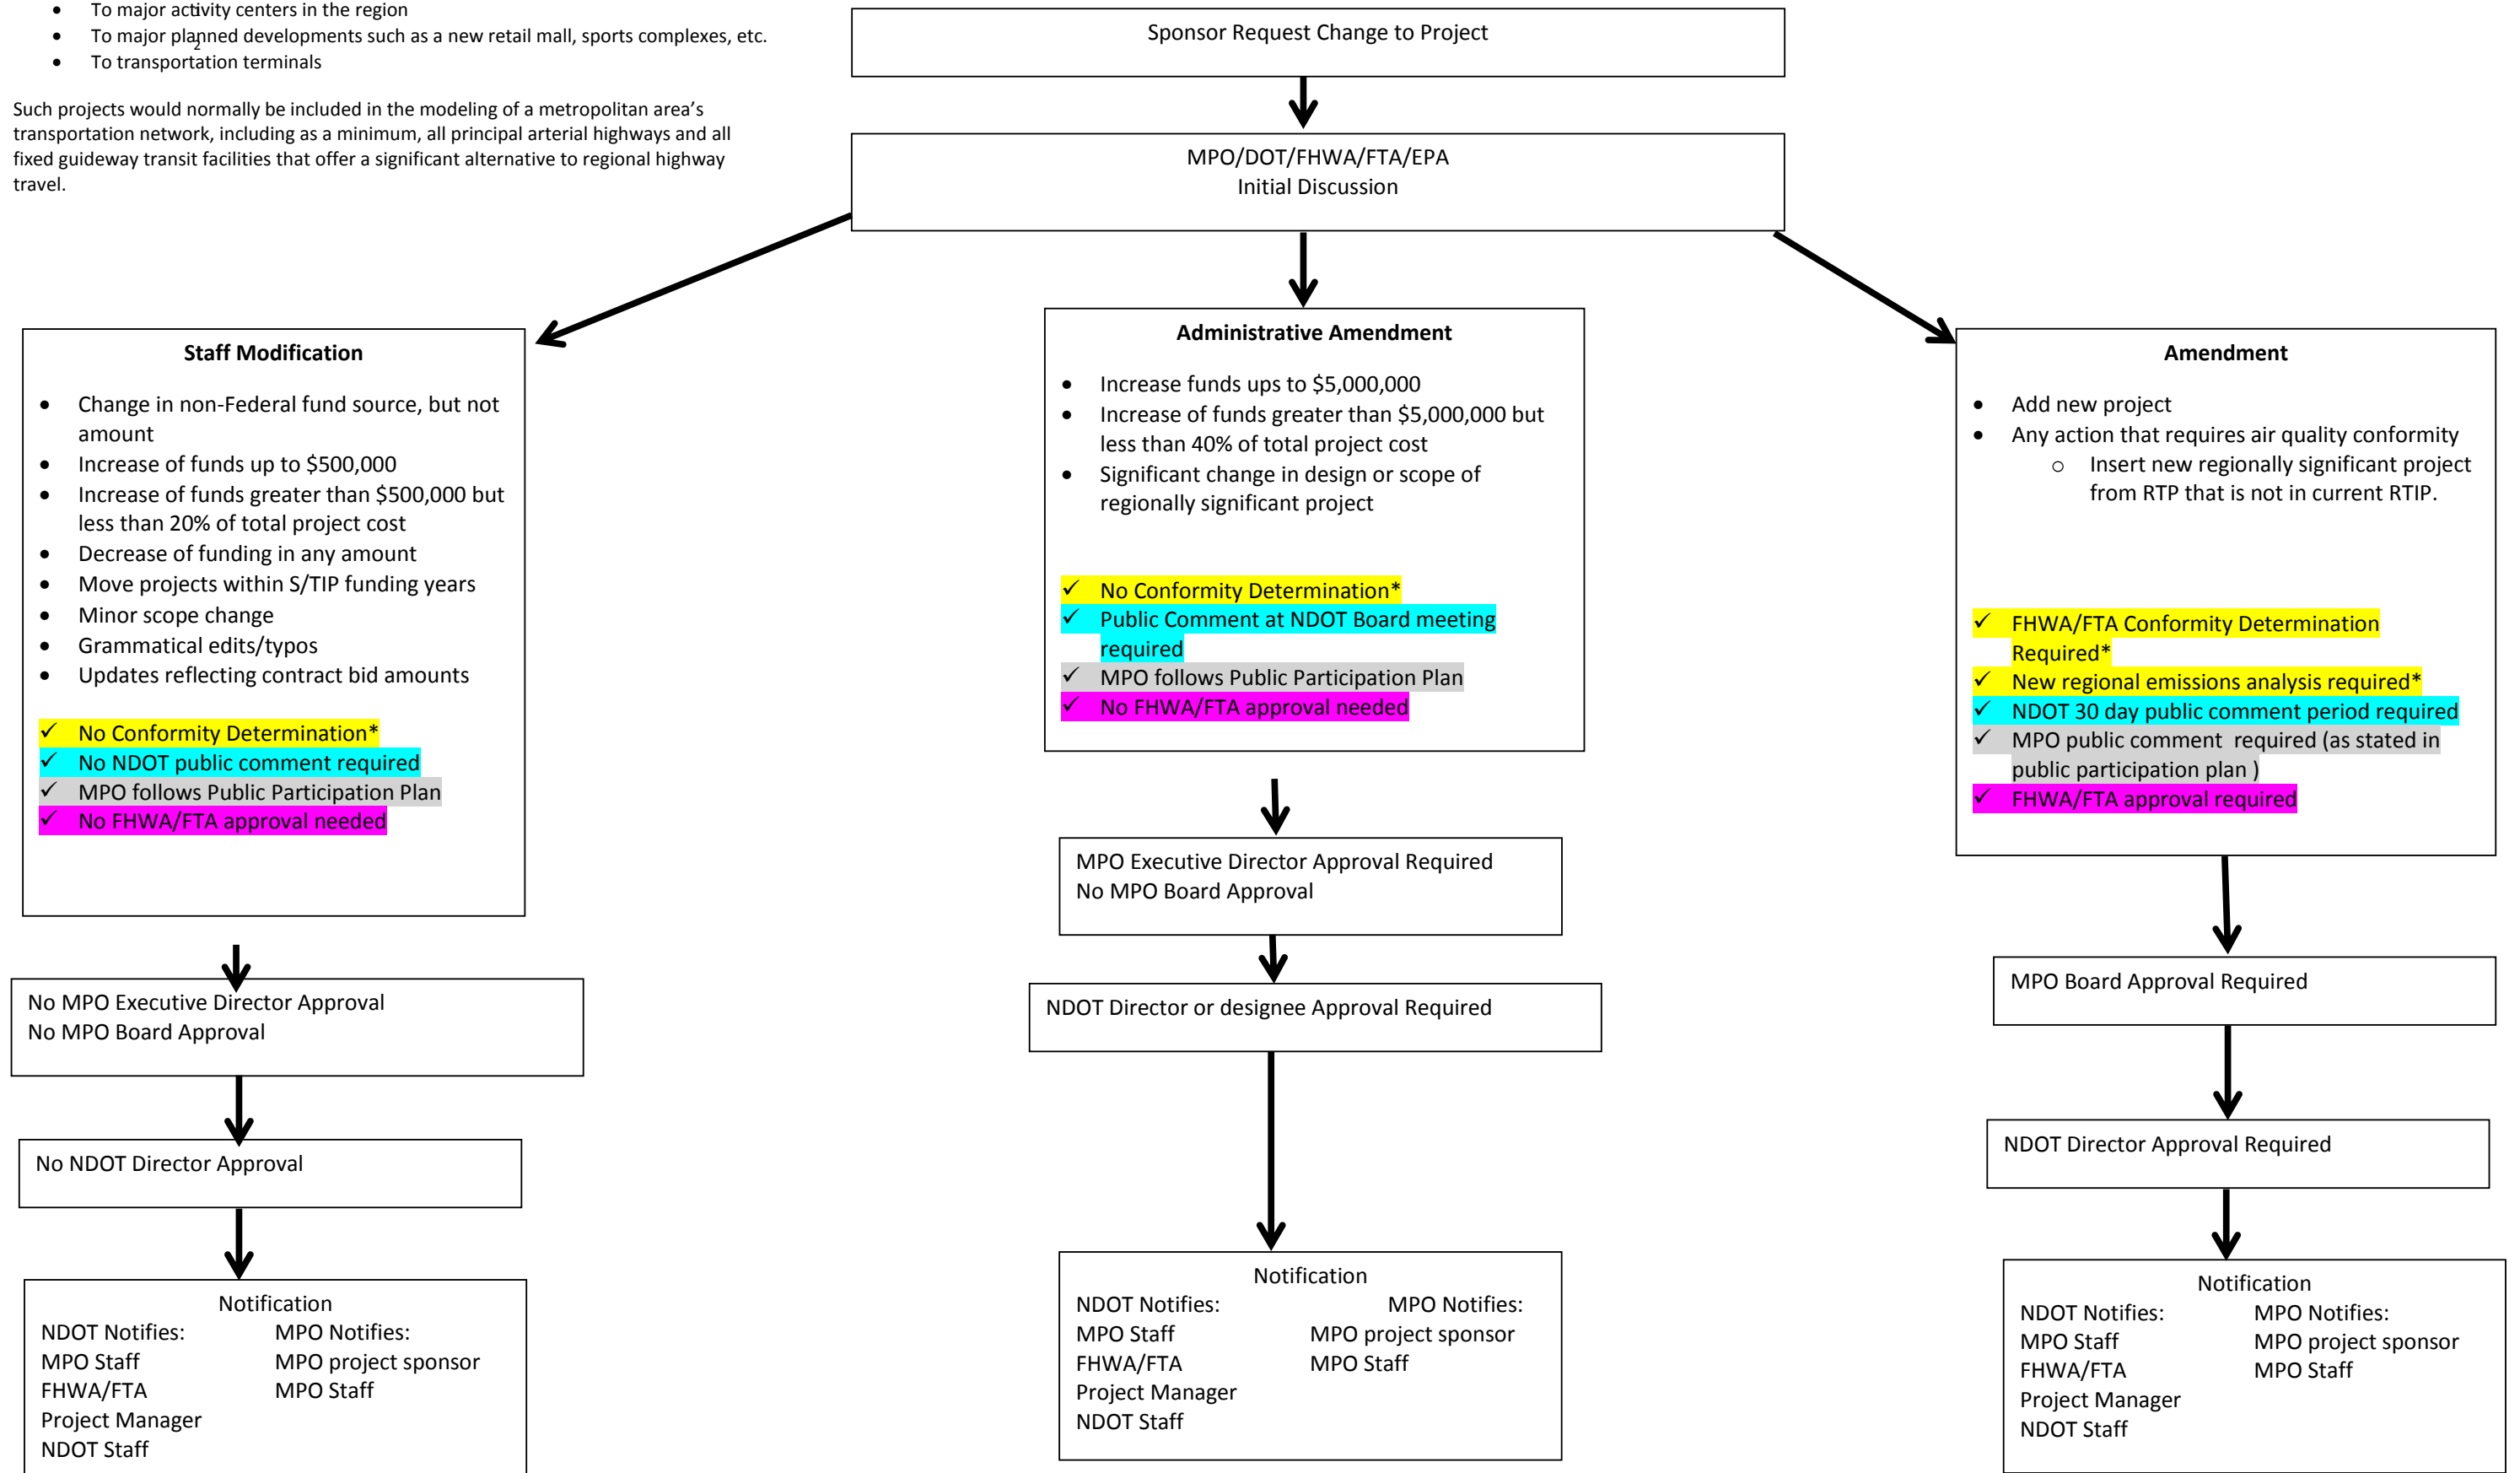 • To major activity centers in the region
• To major planned developments such as a new retail mall, sports complexes, etc.
2
• To transportation terminals
Such projects would normally be included in the modeling of a metropolitan area’s
transportation network, including as a minimum, all principal arterial highways and all
fixed guideway transit facilities that offer a significant alternative to regional highway
travel.
Sponsor Request Change to Project
MPO/DOT/FHWA/FTA/EPA
Initial Discussion
Staff Modification
• Change in non-Federal fund source, but not
amount
• Increase of funds up to $500,000
• Increase of funds greater than $500,000 but
less than 20% of total project cost
• Decrease of funding in any amount
• Move projects within S/TIP funding years
• Minor scope change
• Grammatical edits/typos
• Updates reflecting contract bid amounts
✓ No Conformity Determination*
✓ No NDOT public comment required
✓ MPO follows Public Participation Plan
✓ No FHWA/FTA approval needed
No MPO Executive Director Approval
No MPO Board Approval
No NDOT Director Approval
Notification
NDOT Notifies: MPO Notifies:
MPO Staff MPO project sponsor
FHWA/FTA MPO Staff
Project Manager
NDOT Staff
Administrative Amendment
• Increase funds ups to $5,000,000
• Increase of funds greater than $5,000,000 but
less than 40% of total project cost
• Significant change in design or scope of
regionally significant project
✓ No Conformity Determination*
✓ Public Comment at NDOT Board meeting
required
✓ MPO follows Public Participation Plan
✓ No FHWA/FTA approval needed
MPO Executive Director Approval Required
No MPO Board Approval
NDOT Director or designee Approval Required
Notification
NDOT Notifies: MPO Notifies:
MPO Staff MPO project sponsor
FHWA/FTA MPO Staff
Project Manager
NDOT Staff
Amendment
• Add new project
• Any action that requires air quality conformity
o Insert new regionally significant project
from RTP that is not in current RTIP.
✓ FHWA/FTA Conformity Determination
Required*
✓ New regional emissions analysis required*
✓ NDOT 30 day public comment period required
✓ MPO public comment required (as stated in
public participation plan )
✓ FHWA/FTA approval required
MPO Board Approval Required
NDOT Director Approval Required
Notification
NDOT Notifies: MPO Notifies:
MPO Staff MPO project sponsor
FHWA/FTA MPO Staff
Project Manager
NDOT Staff